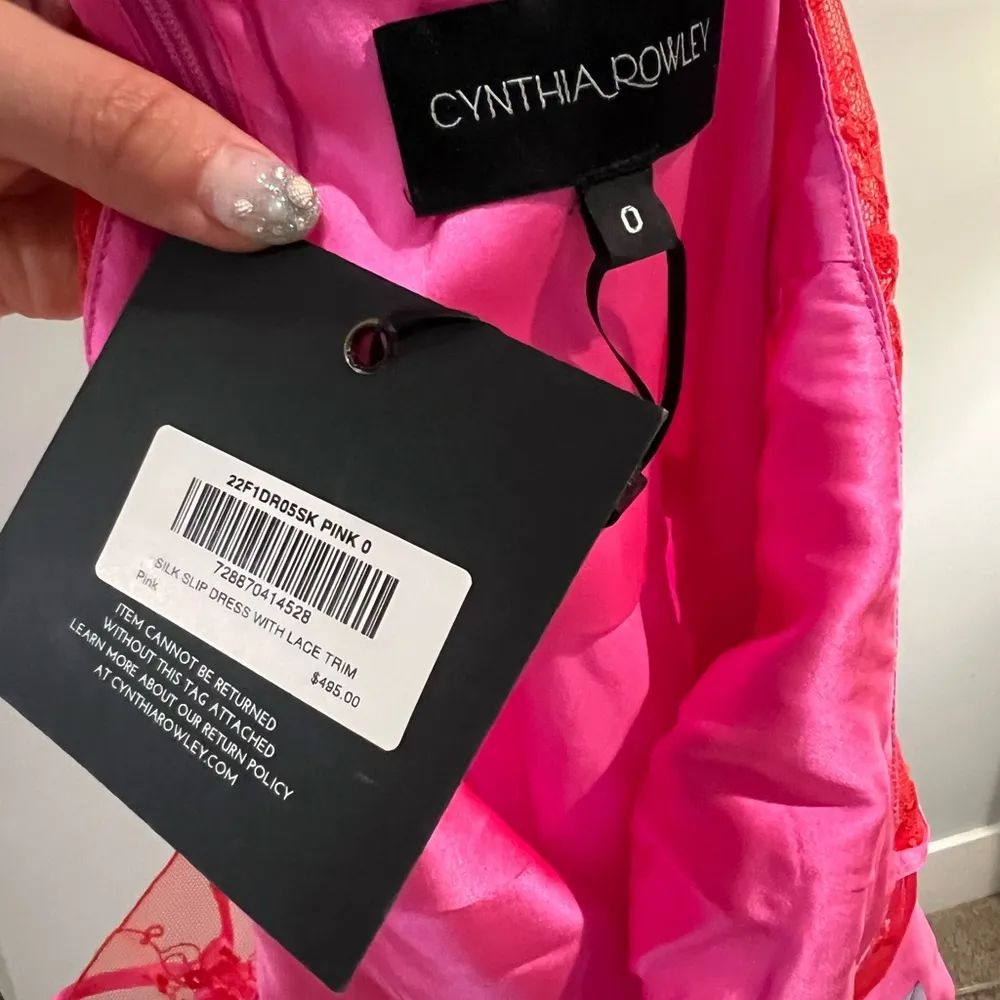 CYNTHIA ROWLEY
0
22F1DR05SK PINK 0
728870414528
SILK SLIP DRESS WITH LACE TRIM
Pink
$495.00
ITEM CANNOT BE RETURNED
WITHOUT THIS TAG ATTACHED
LEARN MORE ABOUT OUR RETURN POLICY
AT CYNTHIAROWLEY.COM